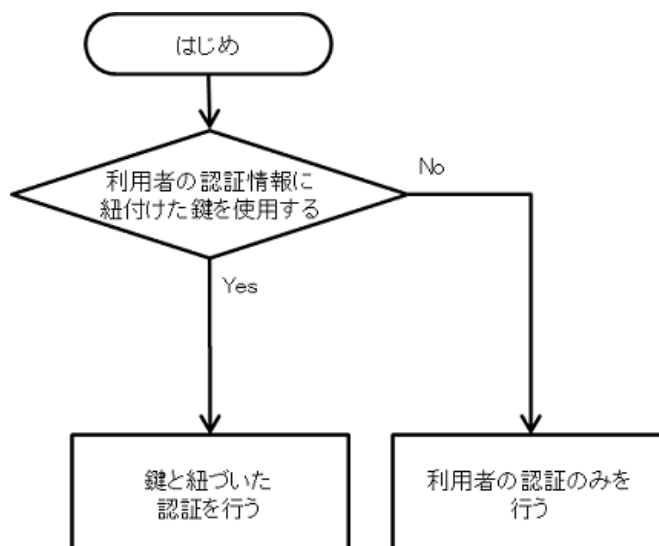 はじめ
利用者の認証情報に
紐付けた鍵を使用する
No
Yes
鍵と紐づいた
認証を行う
利用者の認証のみを
行う